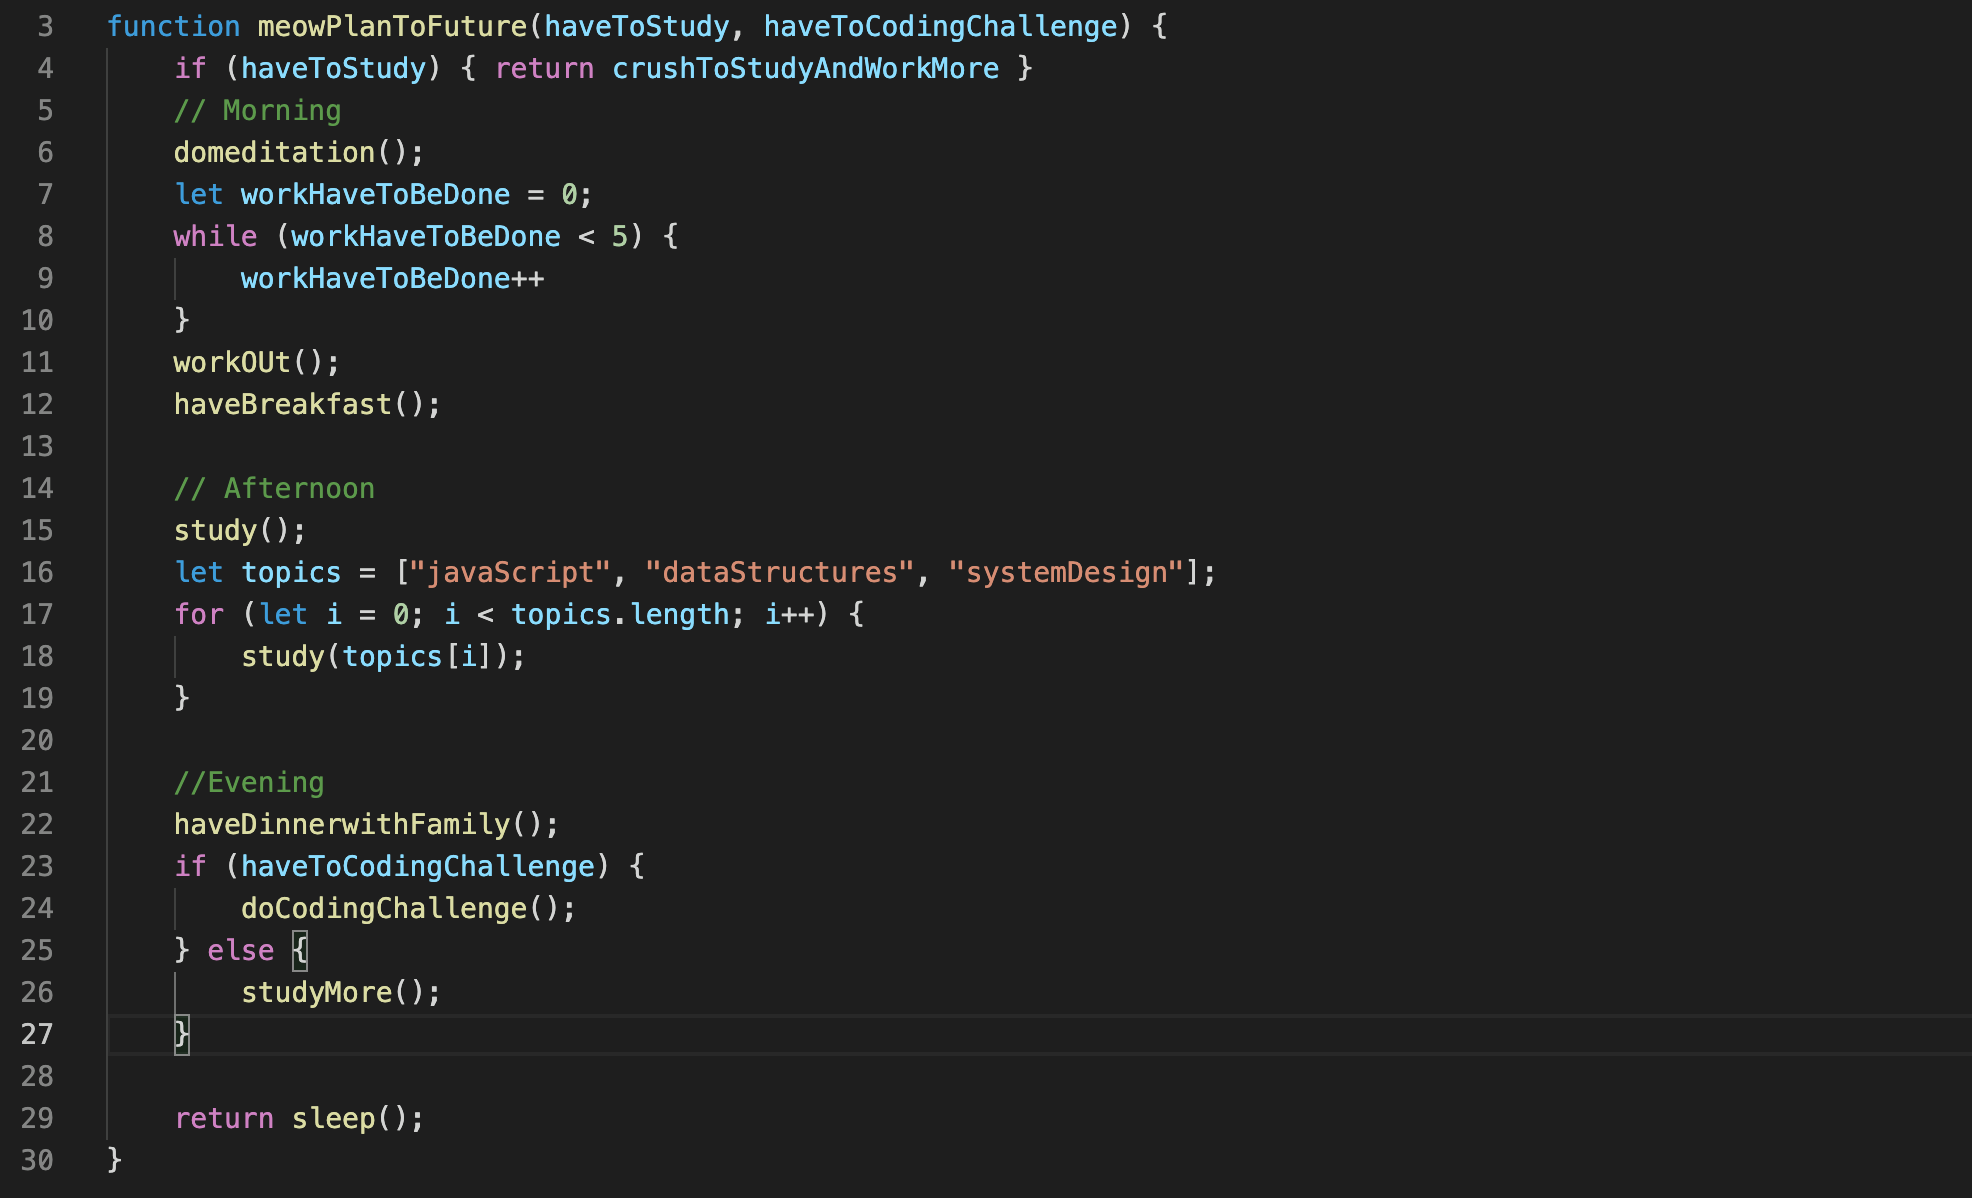 3 function meowPlanToFuture(haveToStudy, haveToCodingChallenge) {
4 if (haveToStudy) { return crushToStudyAndWorkMore }
5 // Morning
6 domeditation();
7 let workHaveToBeDone = 0;
8 while (workHaveToBeDone < 5) {
9 workHaveToBeDone++
10 }
11 workOUt();
12 haveBreakfast();
13
14 // Afternoon
15 study();
16 let topics = ["javaScript", "dataStructures", "systemDesign"];
17 for (let i = 0; i < topics.length; i++) {
18 study(topics[i]);
19 }
20
21 //Evening
22 haveDinnerwithFamily();
23 if (haveToCodingChallenge) {
24 doCodingChallenge();
25 } else {
26 studyMore();
27 }
28
29 return sleep();
30 }